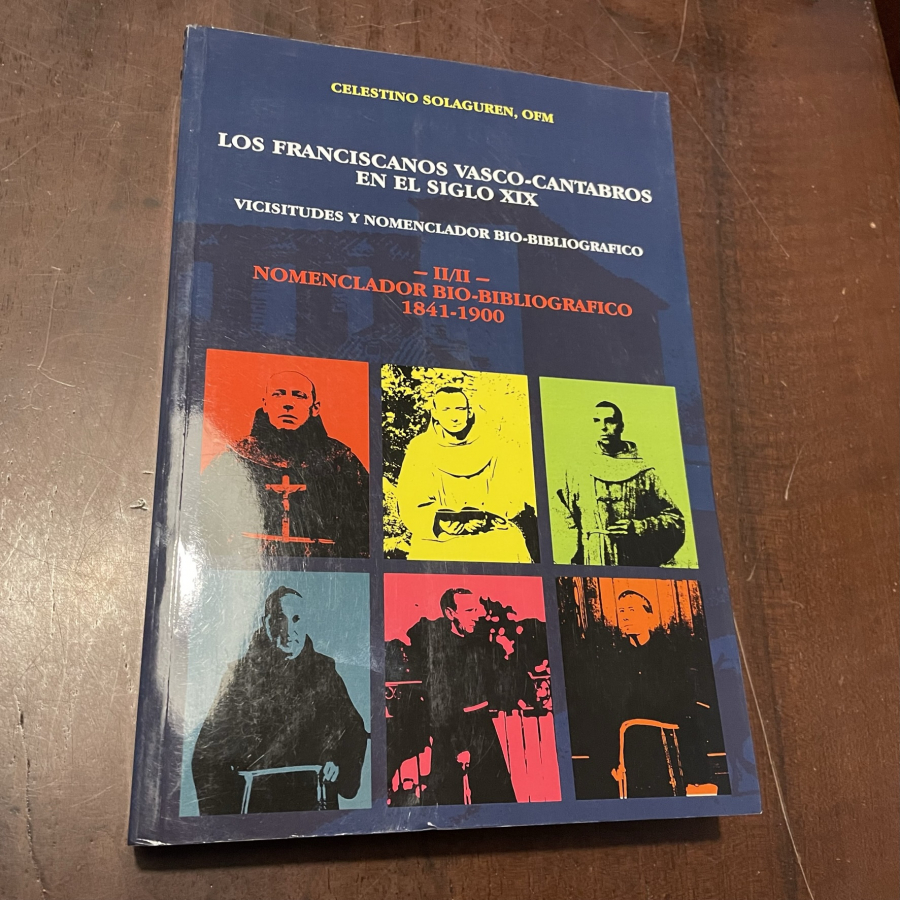 CELESTINO SOLAGUREN, OFM
LOS FRANCISCANOS VASCO-CANTABROS
EN EL SIGLO XIX
VICISITUDES Y NOMENCLADOR BIO-BIBLIOGRAFICO
– II/II –
NOMENCLADOR BIO-BIBLIOGRAFICO
1841-1900